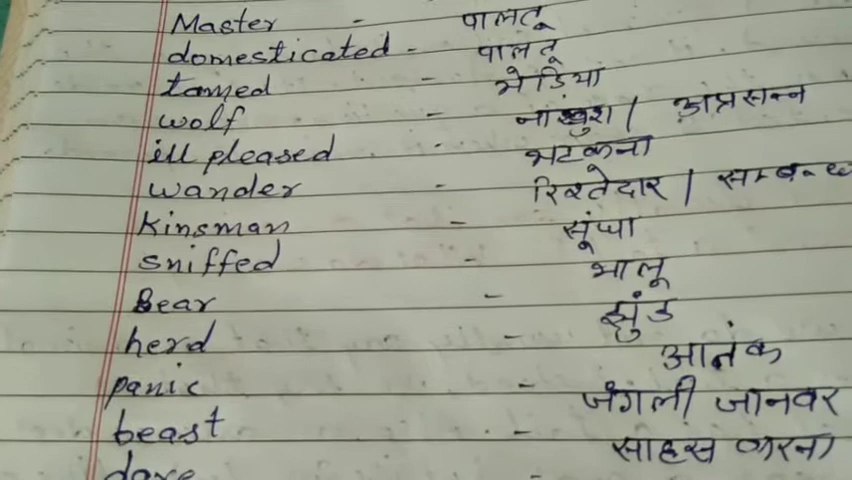 Master -
domesticated - पालतू
tamed - पालतू
wolf - भेडिया
ill pleased - नाखुश / अप्रसन्न
wander - भटकना
Kinsman - रिश्तेदार / सम्बन्ध
sniffed - सूंघा
Bear - भालू
herd - झुंड
panic - आतंक
beast - जंगली जानवर
dare - साहस करना